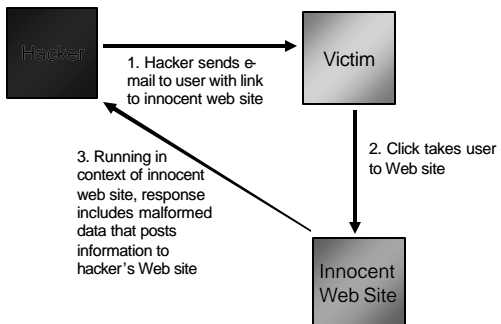 Hacker
1. Hacker sends e-
mail to user with link
to innocent web site
Victim
2. Click takes user
to Web site
3. Running in
context of innocent
web site, response
includes malformed
data that posts
information to
hacker's Web site
Innocent
Web Site